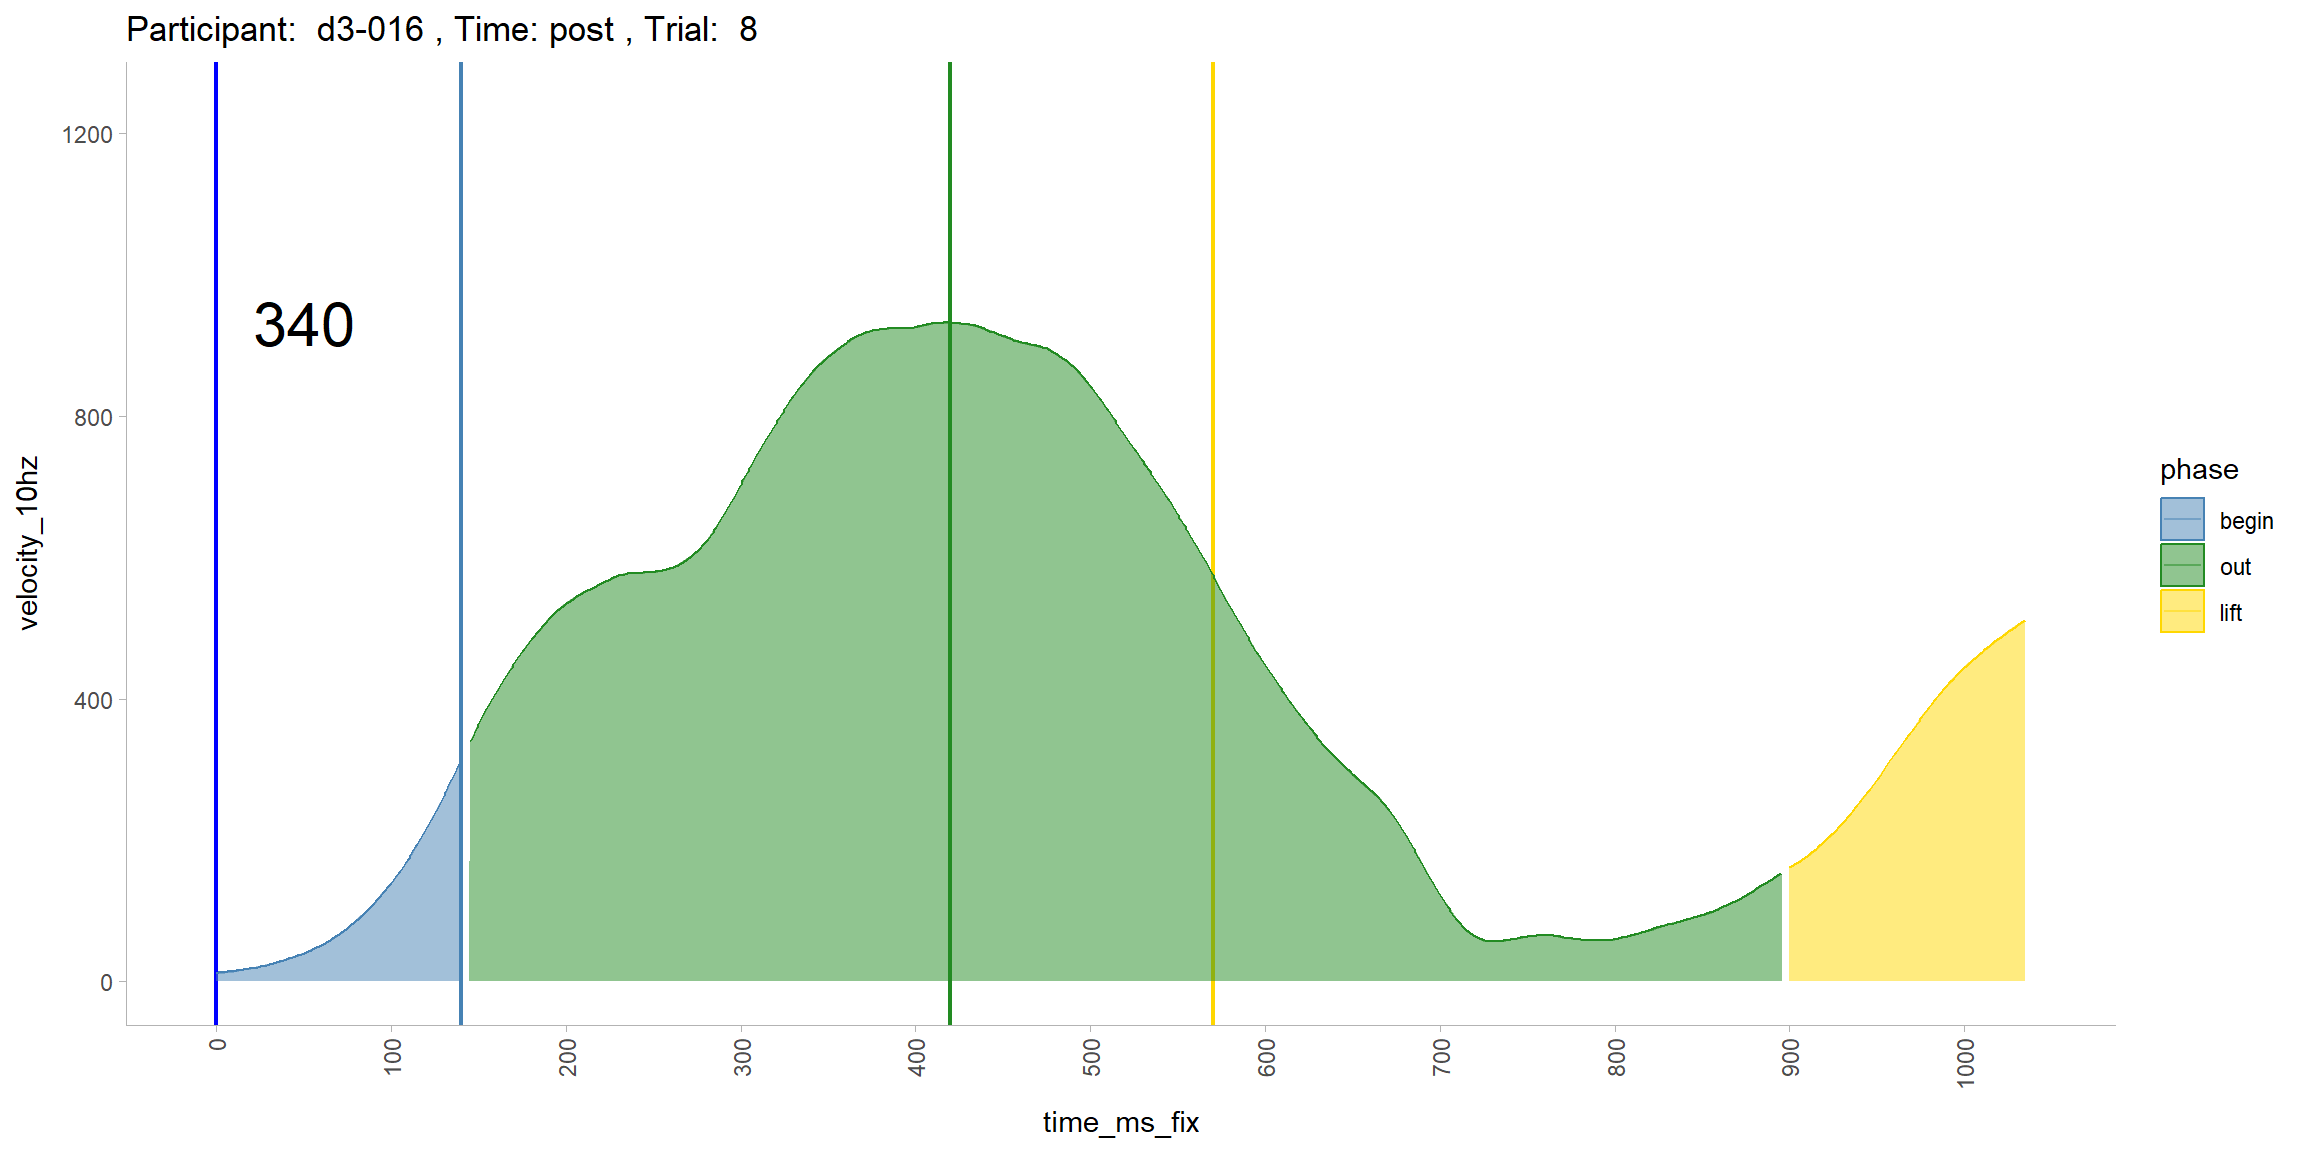 Participant:  d3-016 , Time: post , Trial:  8
1200
800
400
0
velocity_10hz
340
0
100
200
300
400
500
600
700
800
900
1000
time_ms_fix
phase
begin
out
lift